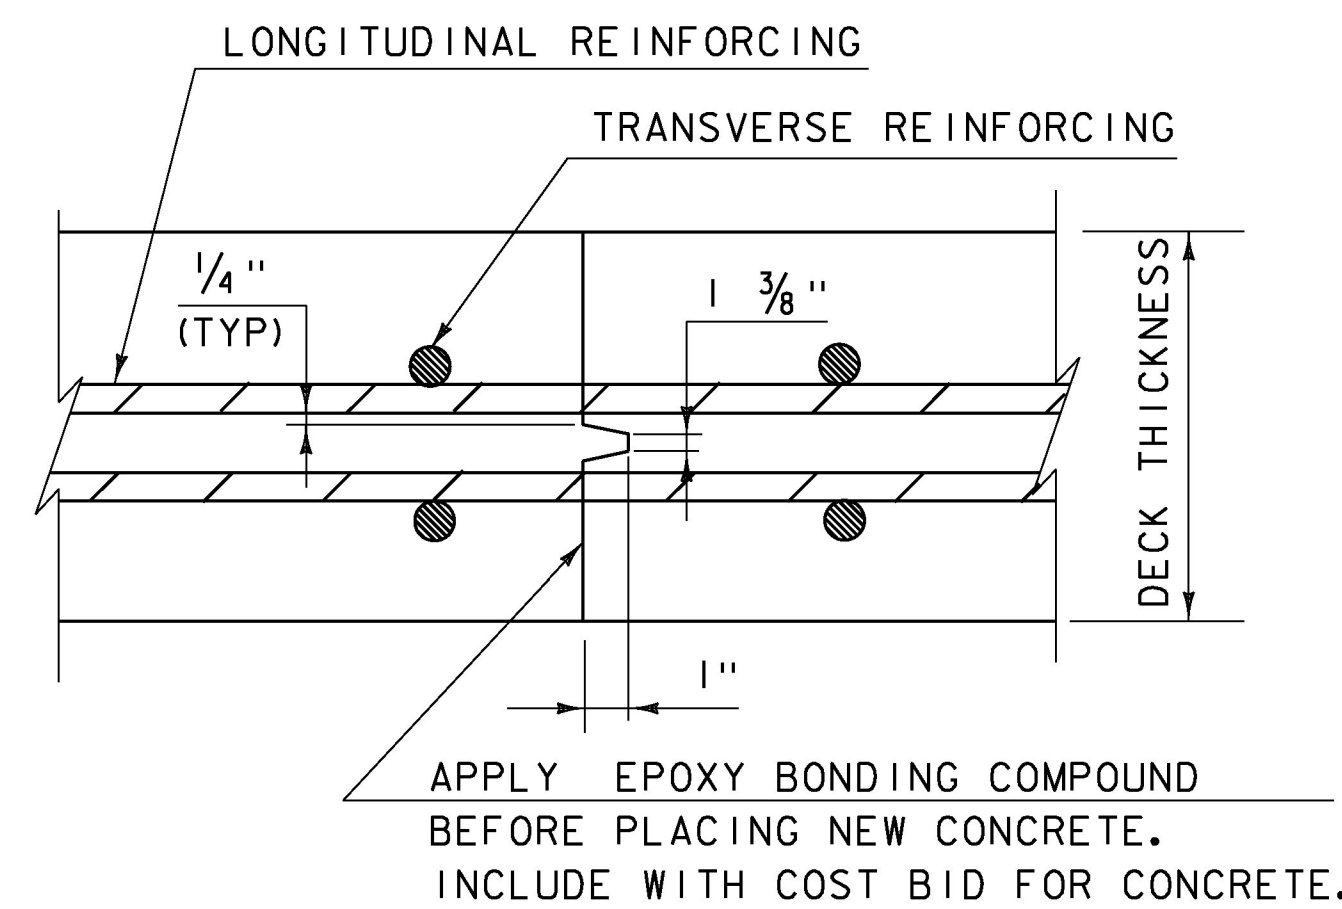 LONGITUDINAL REINFORCING
TRANSVERSE REINFORCING
1/4"
(TYP)
1 3/8"
DECK THICKNESS
1"
APPLY EPOXY BONDING COMPOUND
BEFORE PLACING NEW CONCRETE.
INCLUDE WITH COST BID FOR CONCRETE.